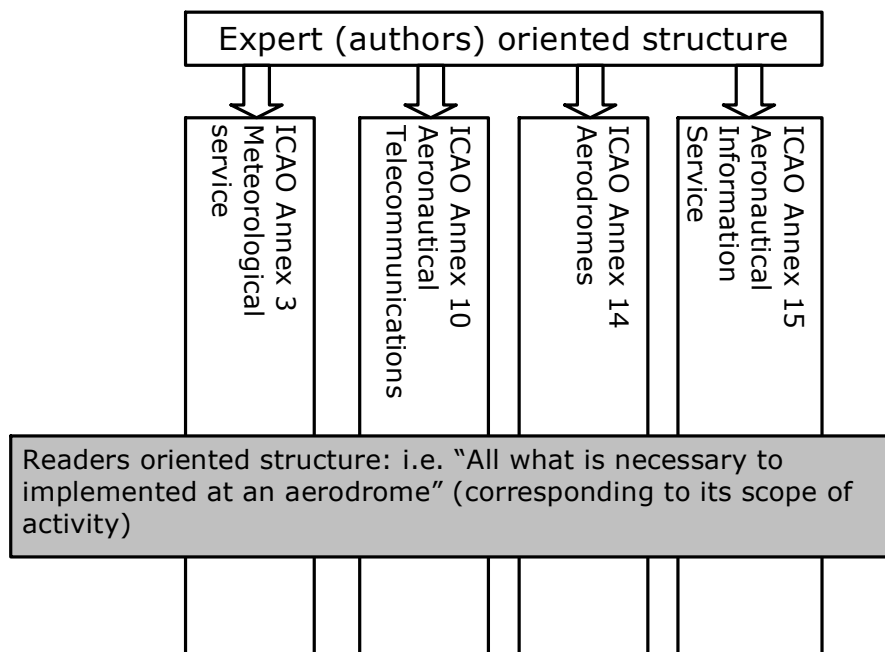 Expert (authors) oriented structure
ICAO Annex 3
Meteorological
service
ICAO Annex 10
Aeronautical
Telecommunications
ICAO Annex 14
Aerodromes
ICAO Annex 15
Aeronautical
Information
Service
Readers oriented structure: i.e. “All what is necessary to
implemented at an aerodrome” (corresponding to its scope of
activity)